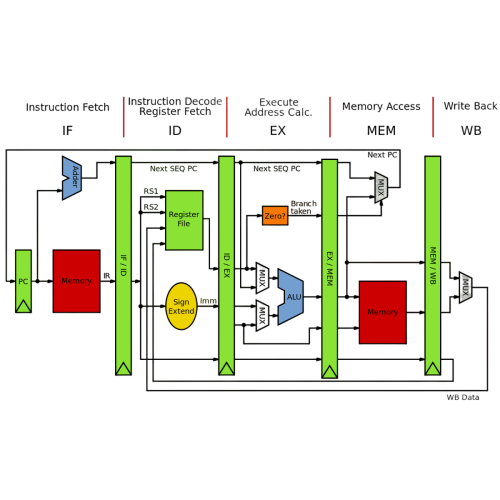 Instruction Fetch
IF
Instruction Decode
Register Fetch
ID
Execute
Address Calc.
EX
Memory Access
MEM
Write Back
WB
Next PC
Adder
Next SEQ PC
Next SEQ PC
RS1
RS2
Register
File
Branch
taken
Zero?
MUX
PC
Memory
IR
IF / ID
Sign
Extend
Imm
ID / EX
MUX
MUX
ALU
EX / MEM
Memory
MEM / WB
MUX
WB Data